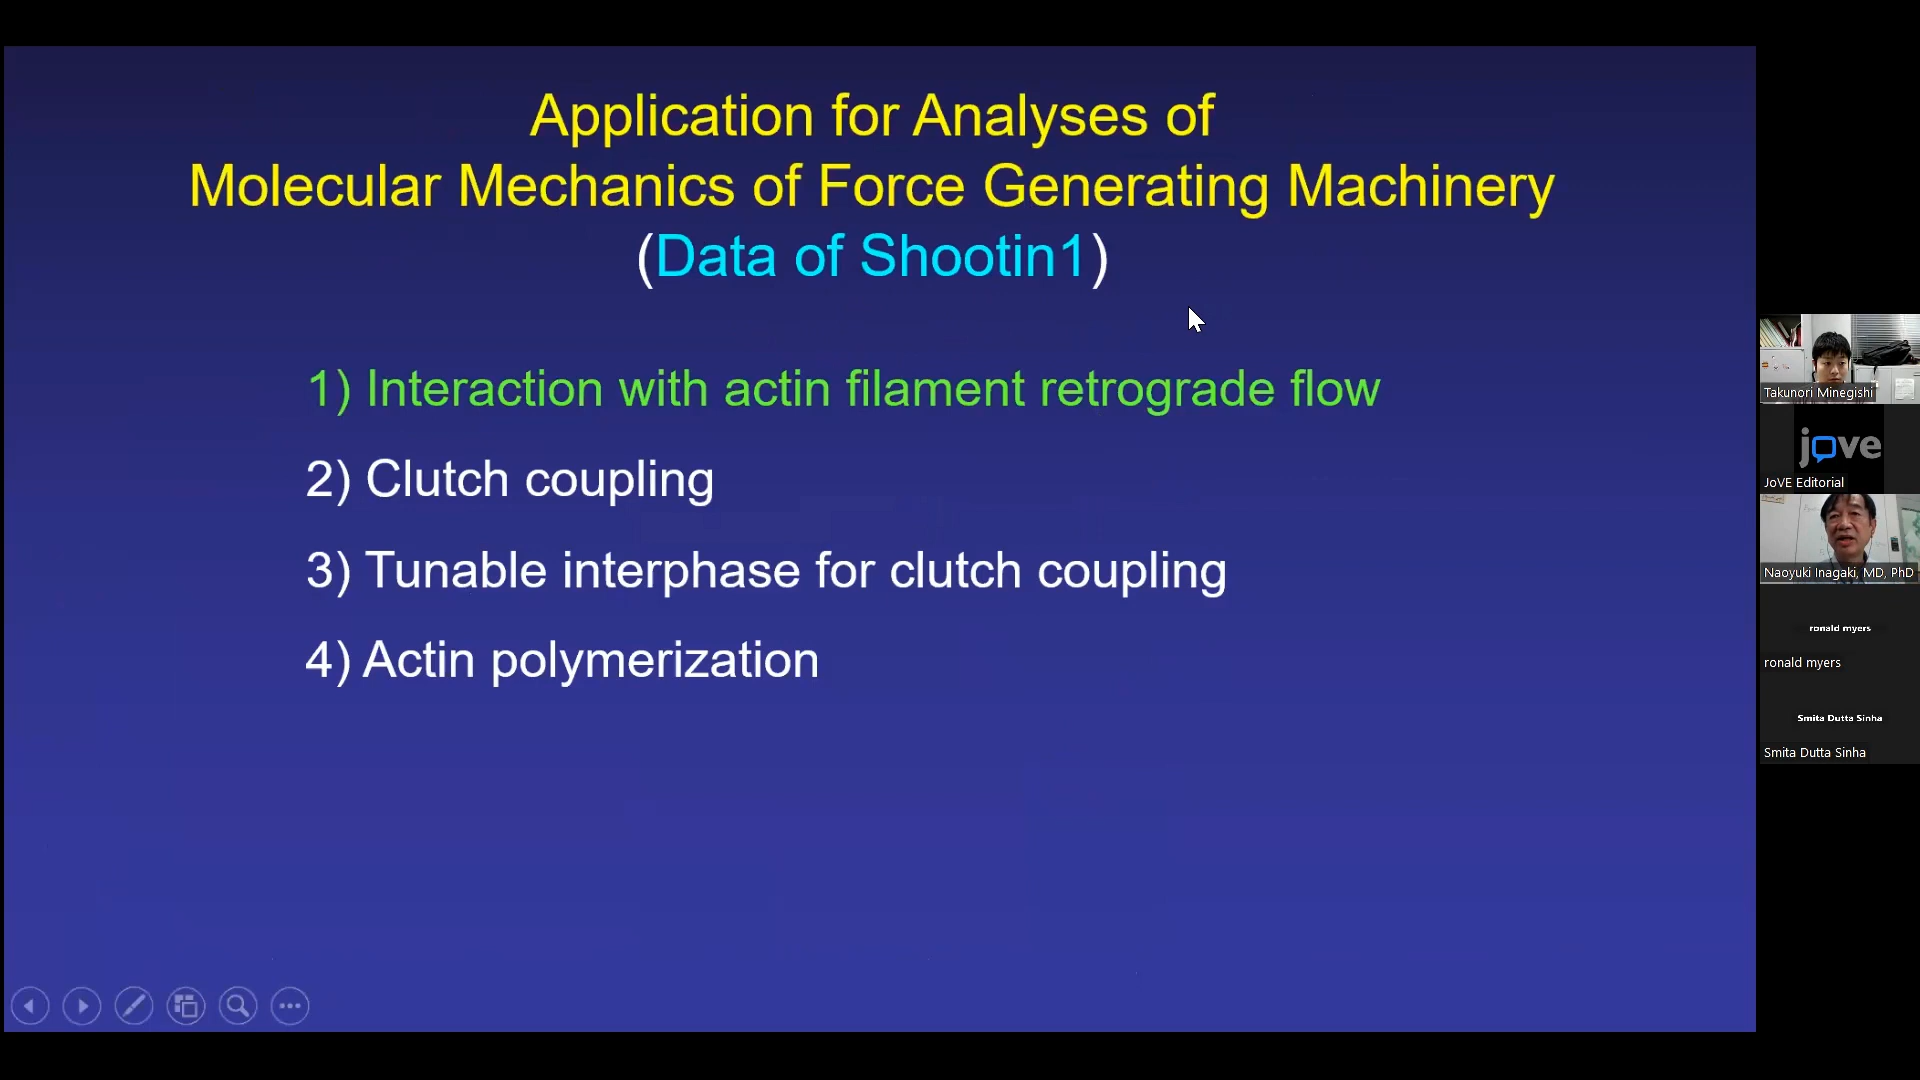 Application for Analyses of
Molecular Mechanics of Force Generating Machinery
(Data of Shootin1)
1) Interaction with actin filament retrograde flow
2) Clutch coupling
3) Tunable interphase for clutch coupling
4) Actin polymerization
Takunori Minegishi
jove
JoVE Editorial
Naoyuki Inagaki, MD, PhD
ronald myers
ronald myers
Smita Dutta Sinha
Smita Dutta Sinha